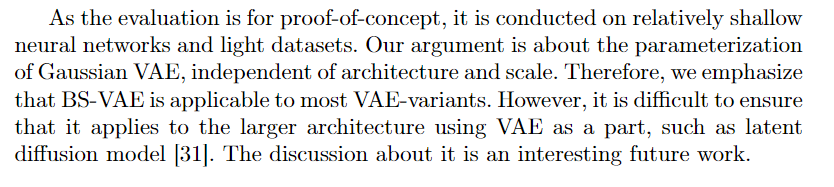 As the evaluation is for proof-of-concept, it is conducted on relatively shallow
neural networks and light datasets. Our argument is about the parameterization
of Gaussian VAE, independent of architecture and scale. Therefore, we emphasize
that BS-VAE is applicable to most VAE-variants. However, it is difficult to ensure
that it applies to the larger architecture using VAE as a part, such as latent
diffusion model [31]. The discussion about it is an interesting future work.